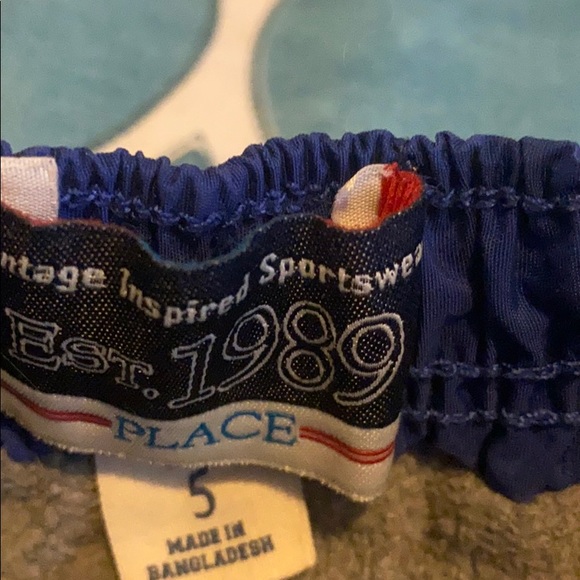 ntage Inspired Sportswea
EST. 1989
PLACE
5
MADE IN
BANGLADESH